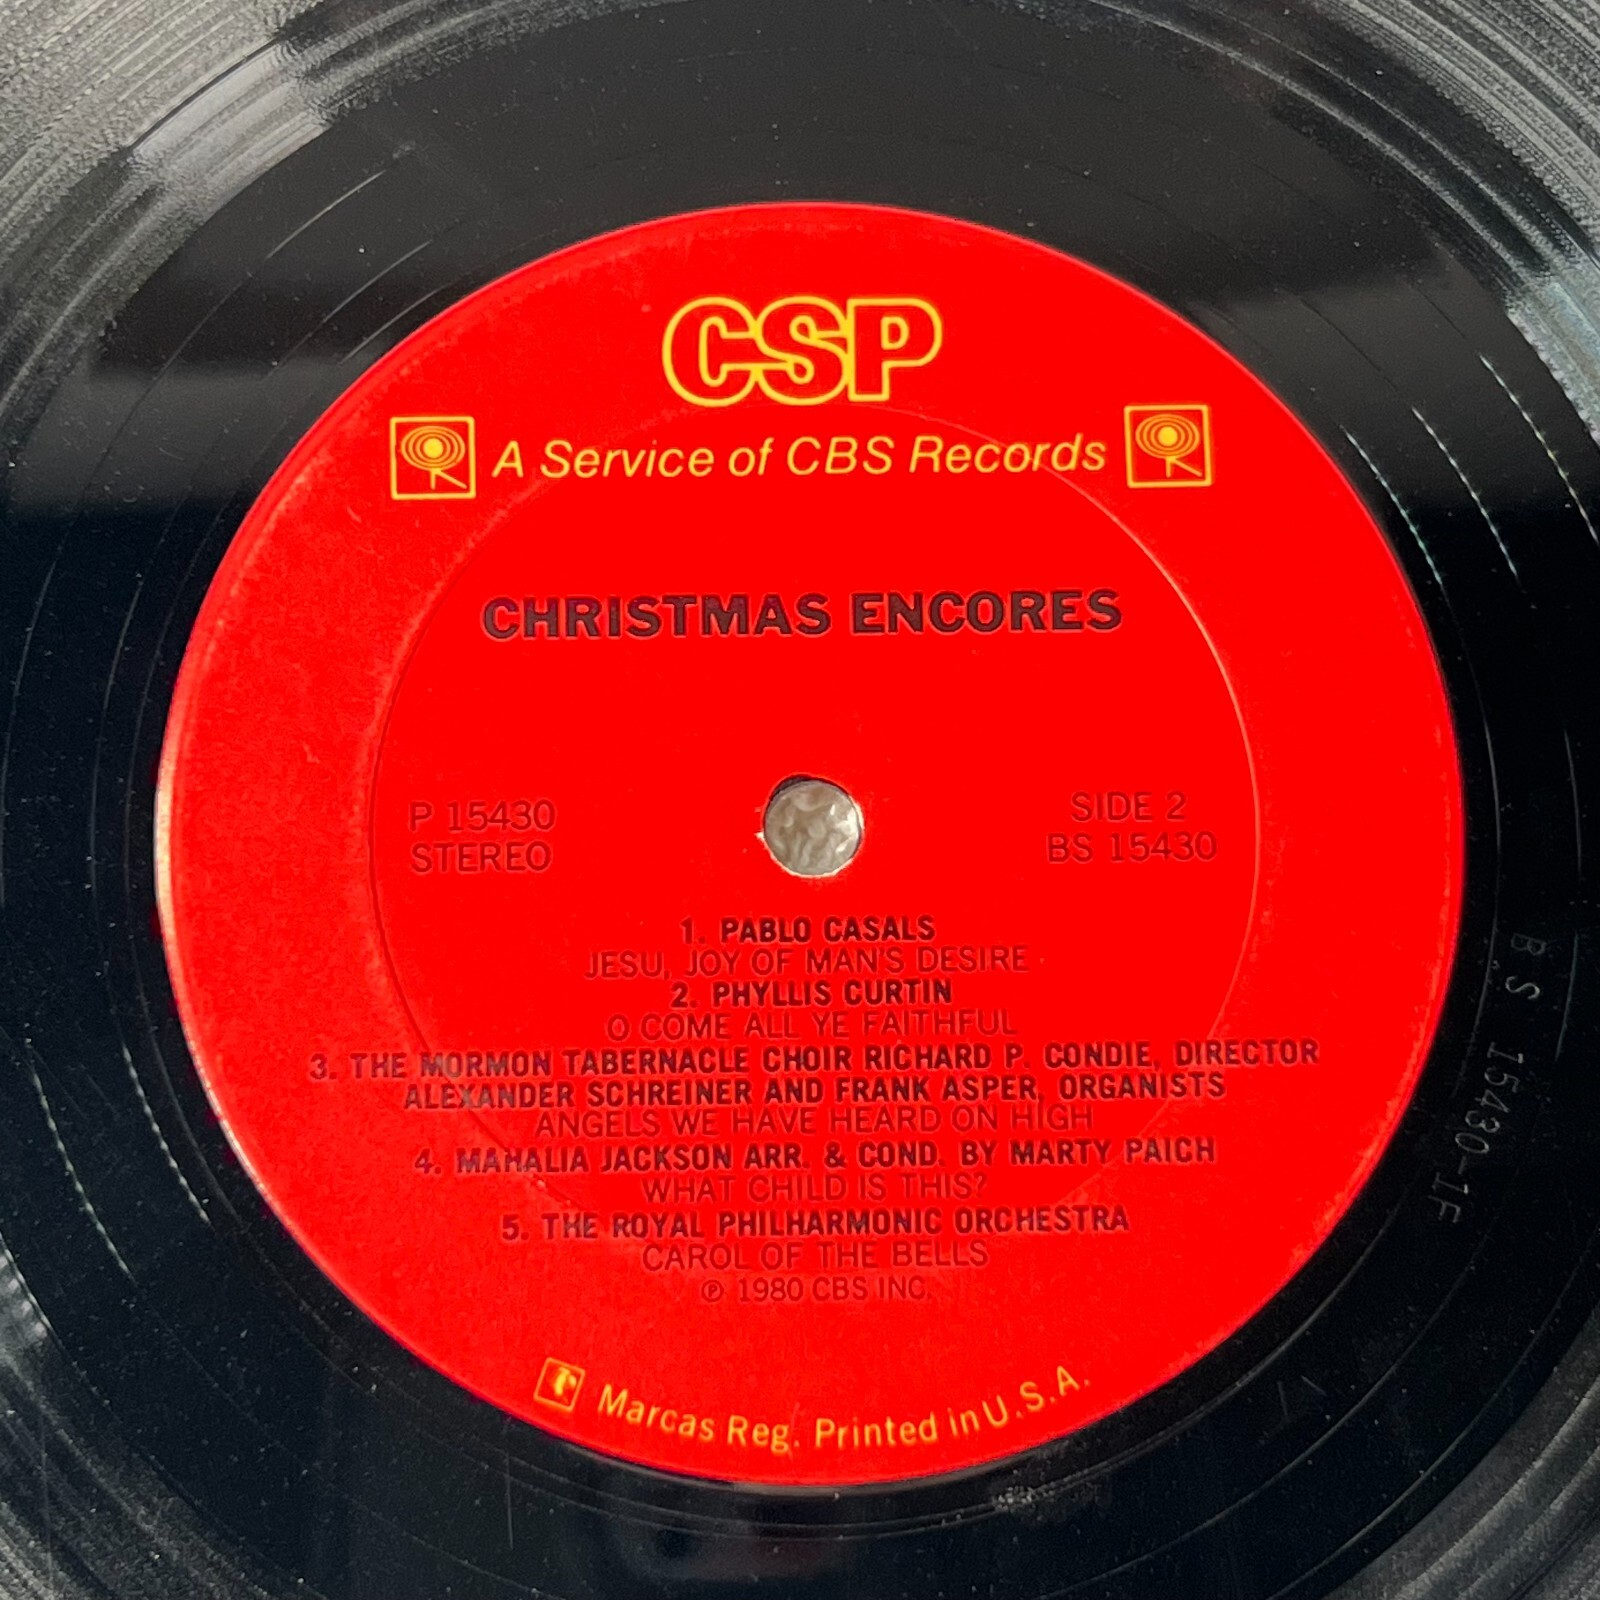 CSP
A Service of CBS Records
CHRISTMAS ENCORES
P 15430
STEREO
SIDE 2
BS 15430
1. PABLO CASALS
JESU, JOY OF MAN'S DESIRE
2. PHYLLIS CURTIN
O COME ALL YE FAITHFUL
3. THE MORMON TABERNACLE CHOIR RICHARD P. CONDIE, DIRECTOR
ALEXANDER SCHREINER AND FRANK ASPER, ORGANISTS
ANGELS WE HAVE HEARD ON HIGH
4. MAHALIA JACKSON ARR. & COND. BY MARTY PAICH
WHAT CHILD IS THIS?
5. THE ROYAL PHILHARMONIC ORCHESTRA
CAROL OF THE BELLS
℗ 1980 CBS INC.
Marcas Reg. Printed in U.S.A.
BS 15430-1F